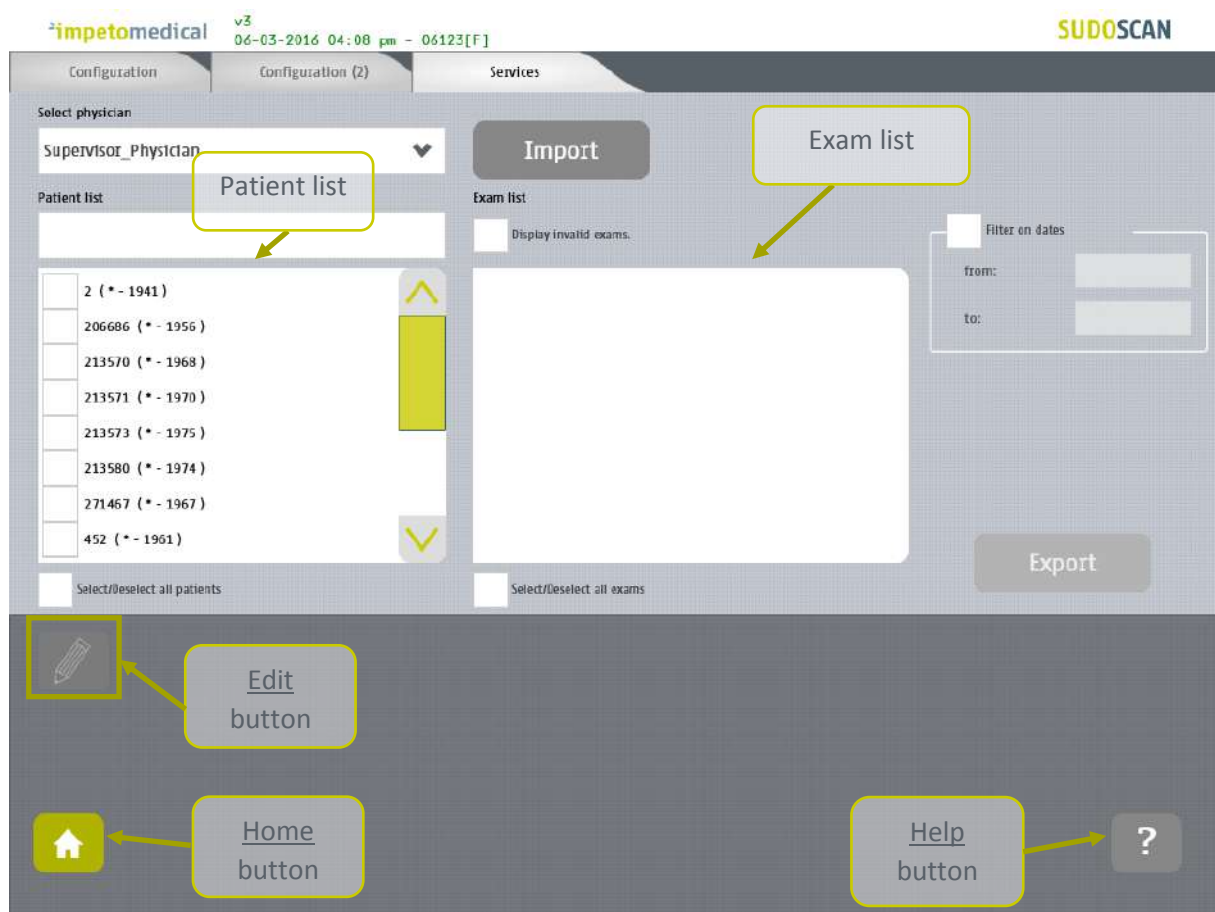 impetomedical
v3
06-03-2016 04:08 pm - 06123[F]
SUDOSCAN
Configuration
Configuration (2)
Services
Select physician
Supervisor_Physician
Import
Exam list
Patient list
Patient list
Exam list
Display invalid exams.
Filter on dates
from:
to:
2 (* - 1941)
206686 (* - 1956)
213570 (* - 1968)
213571 (* - 1970)
213573 (* - 1975)
213580 (* - 1974)
271467 (* - 1967)
452 (* - 1961)
Export
Select/Deselect all patients
Select/Deselect all exams
Edit
button
Home
button
Help
button
?